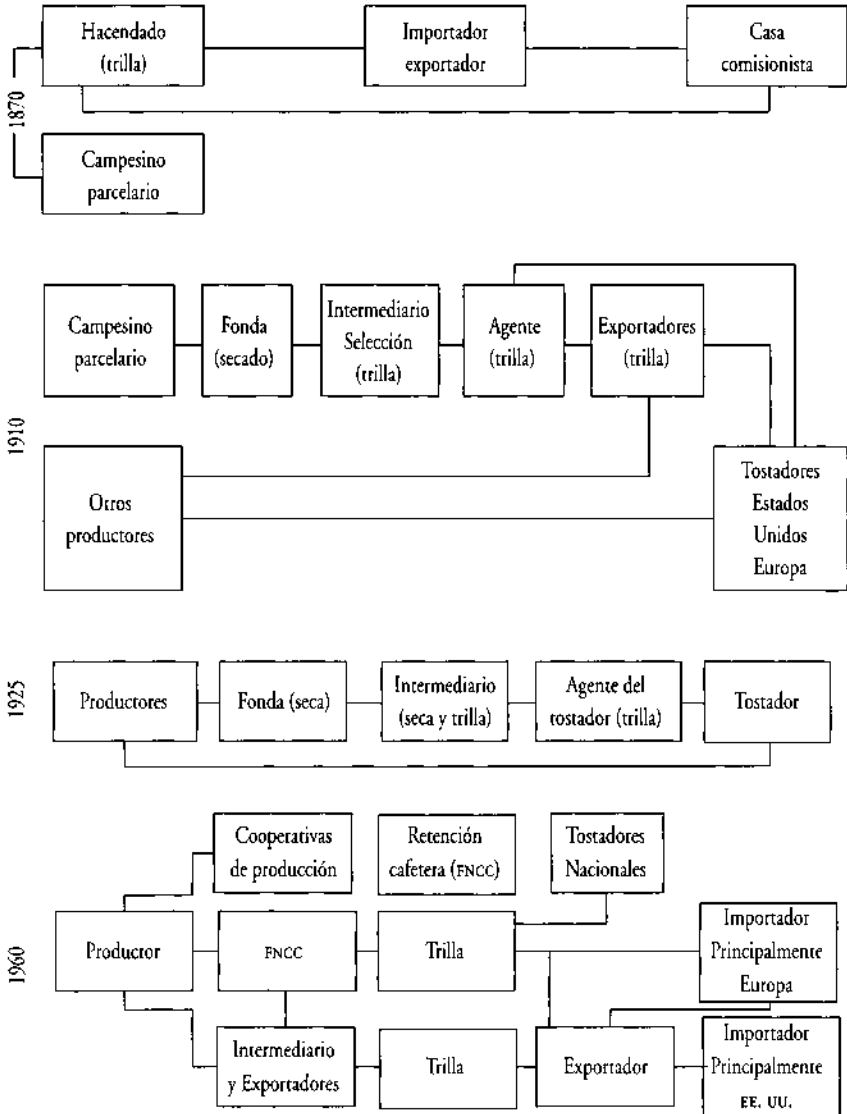 1870
Hacendado
(trilla)
Importador
exportador
Casa
comisionista
Campesino
parcelario
1910
Campesino
parcelario
Fonda
(secado)
Intermediario
Selección
(trilla)
Agente
(trilla)
Exportadores
(trilla)
Otros
productores
Tostadores
Estados
Unidos
Europa
1925
Productores
Fonda (seca)
Intermediario
(seca y trilla)
Agente del
tostador (trilla)
Tostador
1960
Cooperativas
de producción
Retención
cafetera (FNCC)
Tostadores
Nacionales
Productor
FNCC
Trilla
Importador
Principalmente
Europa
Intermediario
y Exportadores
Trilla
Exportador
Importador
Principalmente
EE. UU.